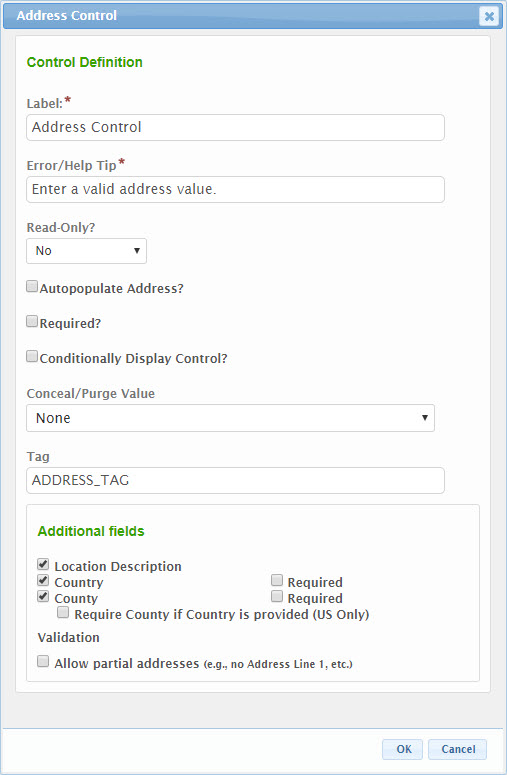 Address Control
Control Definition
Label:*
Address Control
Error/Help Tip*
Enter a valid address value.
Read-Only?
No
Autopopulate Address?
Required?
Conditionally Display Control?
Conceal/Purge Value
None
Tag
ADDRESS_TAG
Additional fields
Location Description
Country Required
County Required
Require County if Country is provided (US Only)
Validation
Allow partial addresses (e.g., no Address Line 1, etc.)
OK Cancel